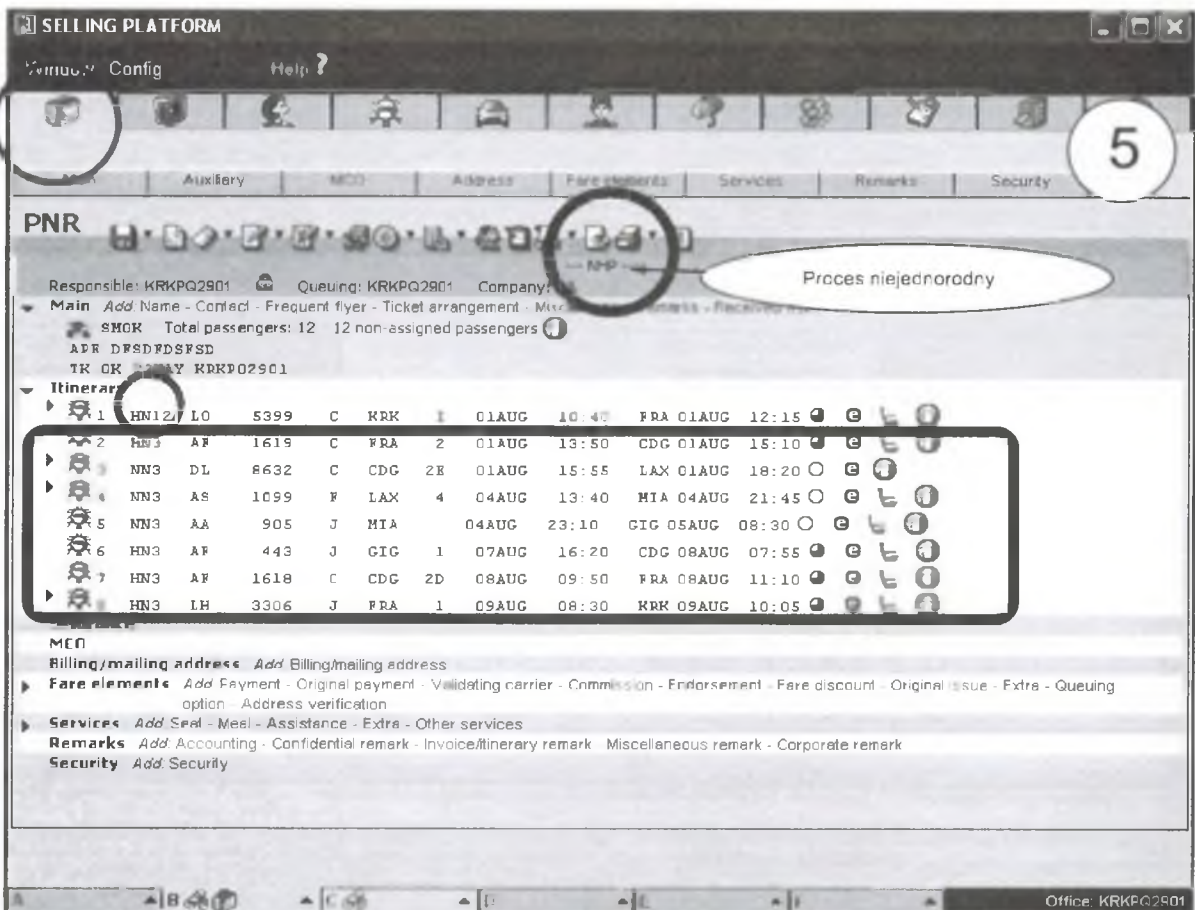 SELLING PLATFORM
Config Help ?
5
Auxiliary MCO Address Fare elements Services Remarks Security
PNR
NHP
Proces niejednorodny
Responsible: KRKPQ2901 Queuing: KRKPQ2901 Company:
Main Add: Name - Contact - Frequent flyer - Ticket arrangement -
SMOK Total passengers: 12 12 non-assigned passengers
APE DFSDFDSFSD
TK OK KRKPO2901
Itinerar
1 HN12 LO 5399 C KRK 01AUG 10:40 FRA 01AUG 12:15
2 HN3 AF 1619 C FRA 2 01AUG 13:50 CDG 01AUG 15:10
3 NN3 DL 8632 C CDG 2E 01AUG 15:55 LAX 01AUG 18:20
4 NN3 AS 1099 F LAX 4 04AUG 13:40 MIA 04AUG 21:45
5 NN3 AA 905 J MIA 04AUG 23:10 GIG 05AUG 08:30
6 HN3 AF 443 J GIG 1 07AUG 16:20 CDG 08AUG 07:55
7 HN3 AF 1618 C CDG 2D 08AUG 09:50 FRA 08AUG 11:10
8 HN3 LH 3306 J FRA 1 09AUG 08:30 KRK 09AUG 10:05
MCO
Billing/mailing address Add Billing/mailing address
Fare elements Add Payment - Original payment - Validating carrier - Commission - Endorsement - Fare discount - Original issue - Extra - Queuing
option - Address verification
Services Add Seat - Meal - Assistance - Extra - Other services
Remarks Add: Accounting - Confidential remark - Invoice/itinerary remark Miscellaneous remark - Corporate remark
Security Add: Security
A B C D
Office: KRKPQ2901